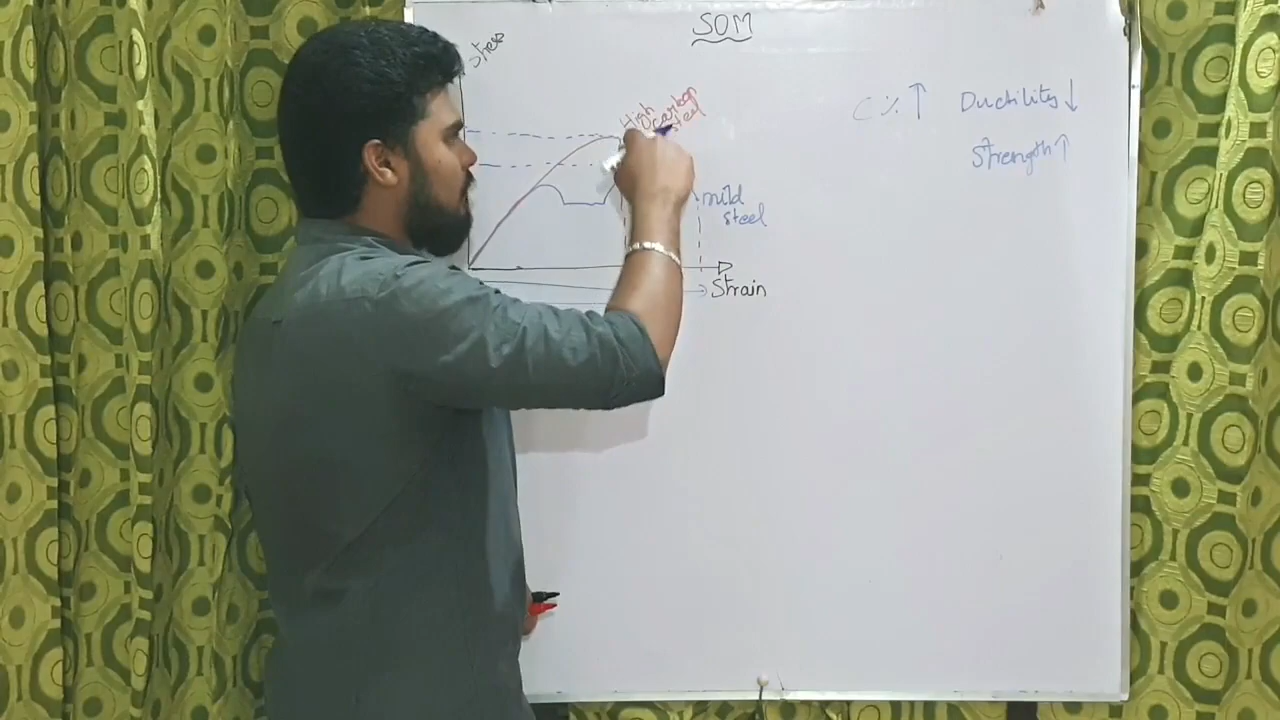 SOM
stress
High
carbon
steel
C % ↑ Ductility ↓
Strength ↑
mild
steel
Strain